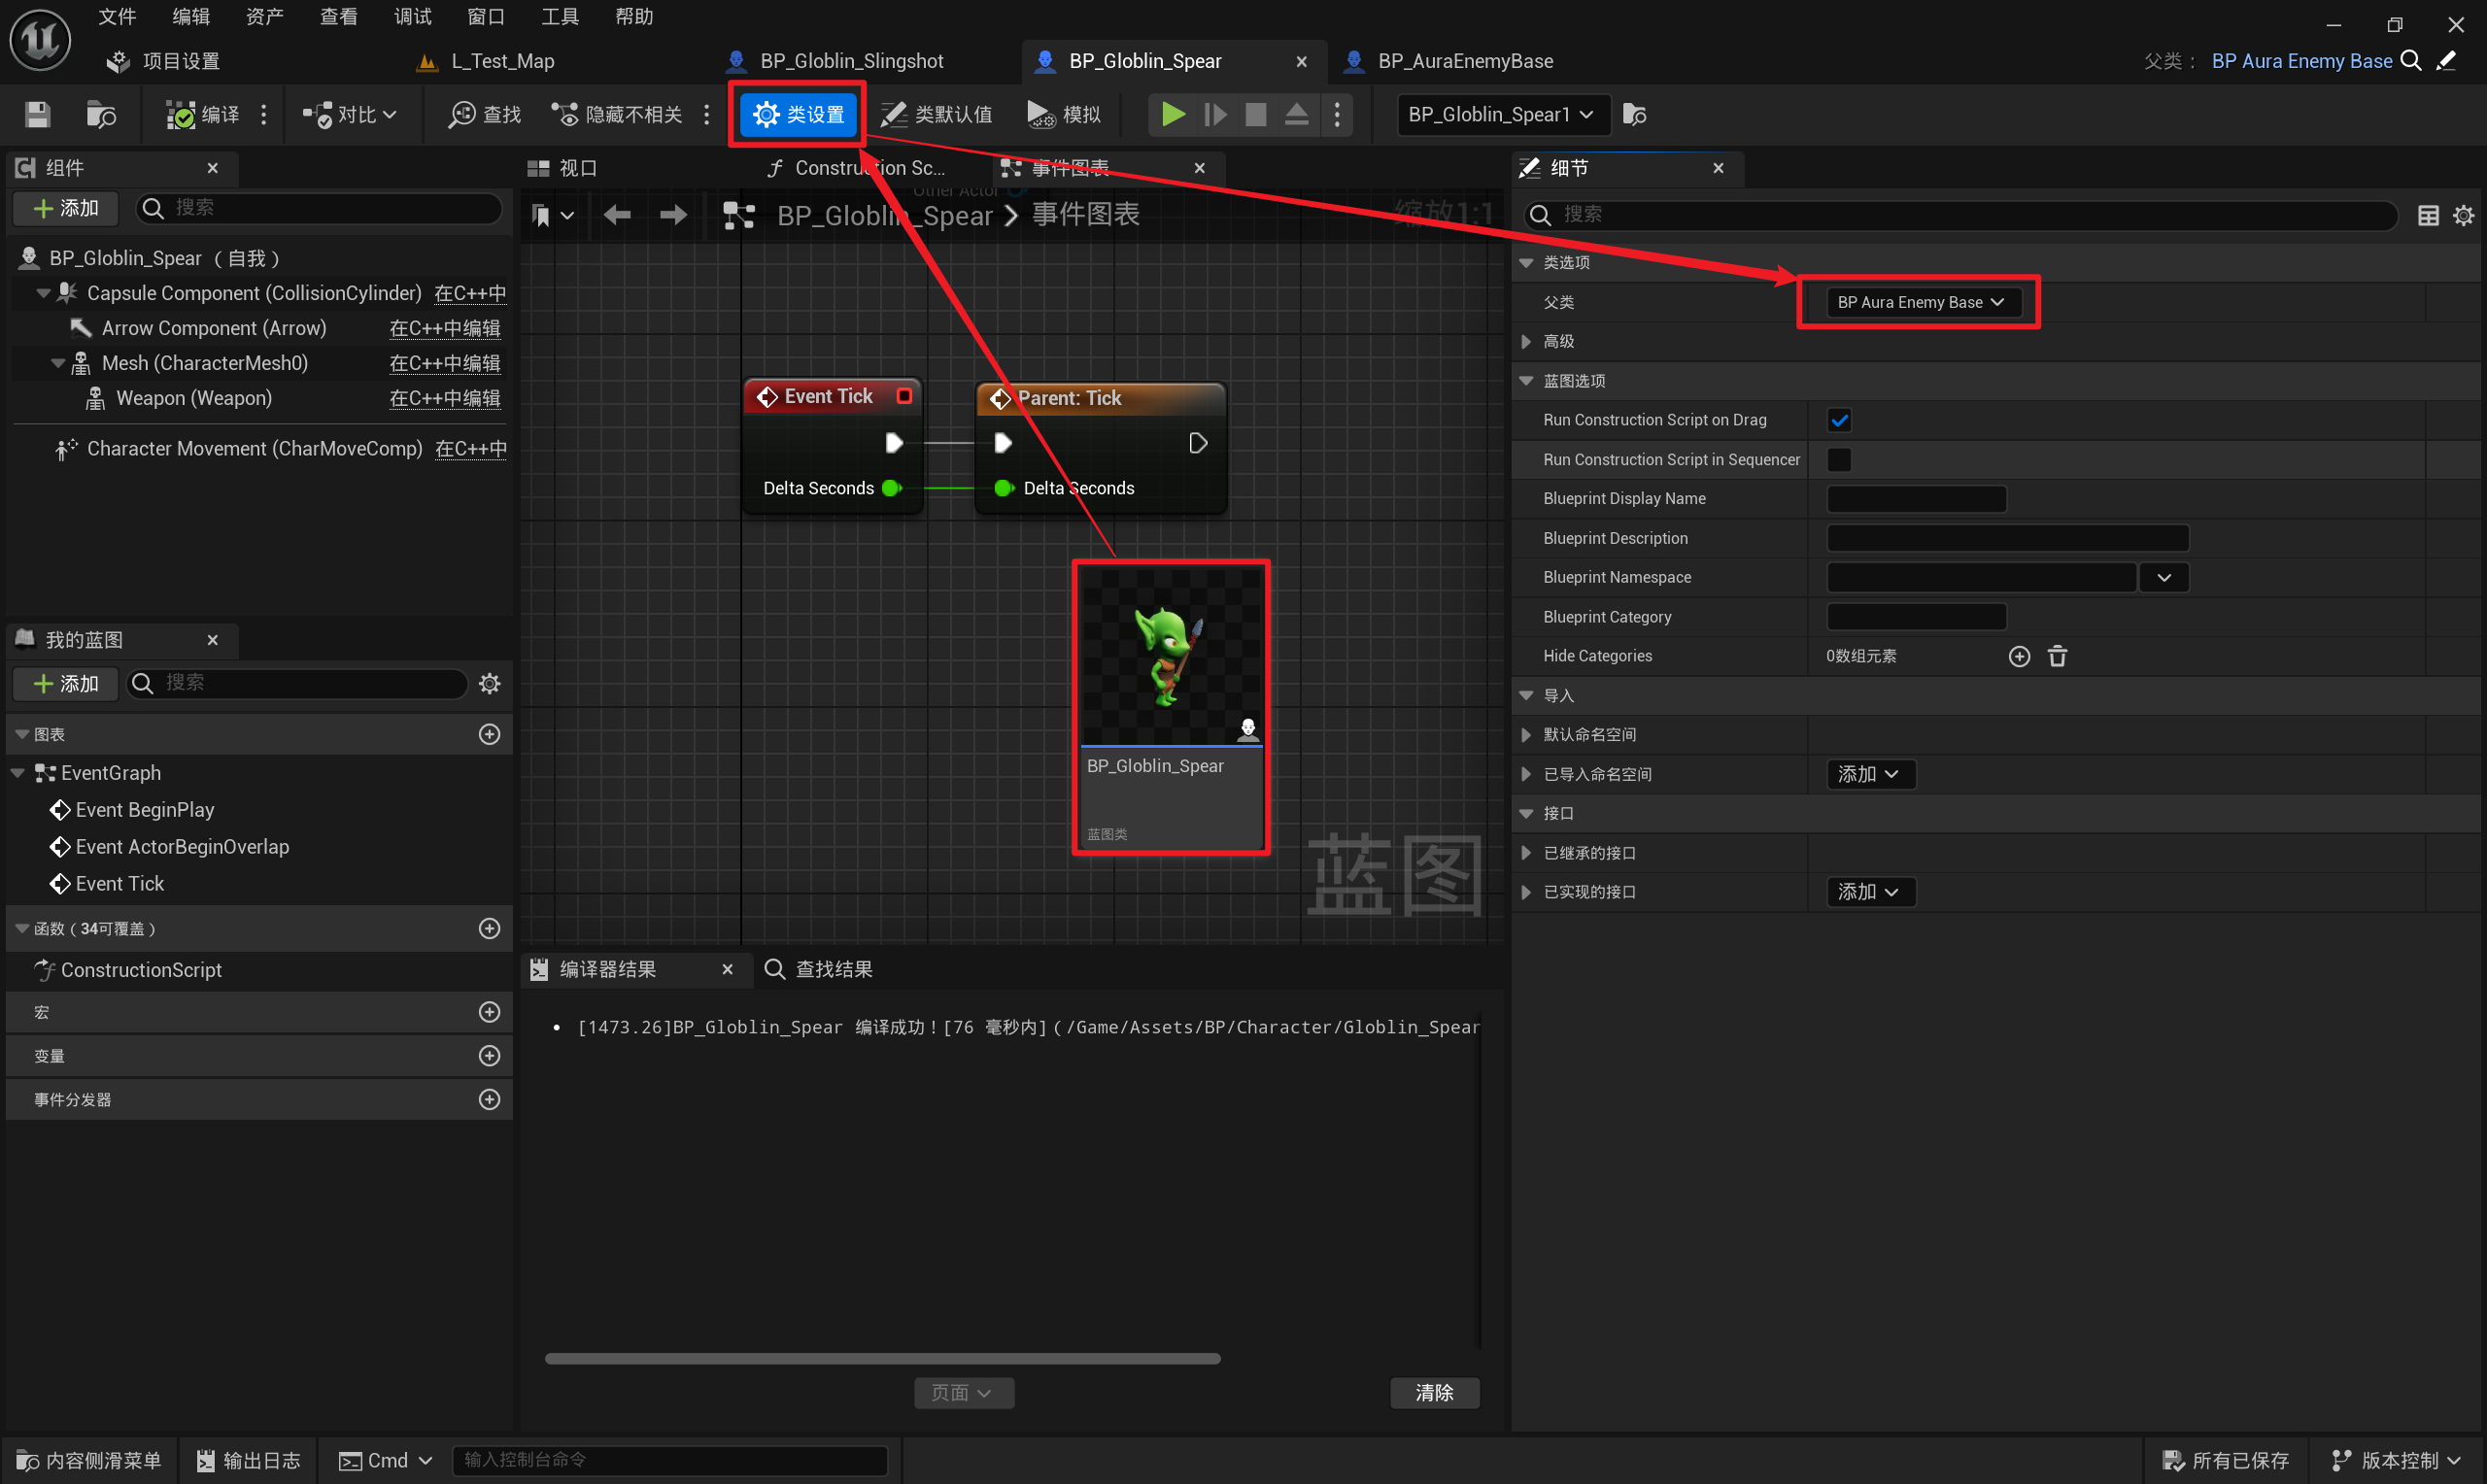 文件 编辑 资产 查看 调试 窗口 工具 帮助
项目设置 L_Test_Map BP_Globlin_Slingshot BP_Globlin_Spear BP_AuraEnemyBase 父类： BP Aura Enemy Base
编译 对比 查找 隐藏不相关 类设置 类默认值 模拟 BP_Globlin_Spear1
组件
添加 搜索
BP_Globlin_Spear （自我）
Capsule Component (CollisionCylinder) 在C++中
Arrow Component (Arrow) 在C++中编辑
Mesh (CharacterMesh0) 在C++中编辑
Weapon (Weapon) 在C++中编辑
Character Movement (CharMoveComp) 在C++中
我的蓝图
添加 搜索
图表
EventGraph
Event BeginPlay
Event ActorBeginOverlap
Event Tick
函数（34可覆盖）
ConstructionScript
宏
变量
事件分发器
视口 Construction Sc... 事件图表
Other Actor
BP_Globlin_Spear 事件图表 缩放1:1
Event Tick
Delta Seconds
Parent: Tick
Delta Seconds
BP_Globlin_Spear
蓝图类
蓝图
编译器结果 查找结果
[1473.26]BP_Globlin_Spear 编译成功！[76 毫秒内]（/Game/Assets/BP/Character/Globlin_Spear
页面 清除
细节
搜索
类选项
父类 BP Aura Enemy Base
高级
蓝图选项
Run Construction Script on Drag
Run Construction Script in Sequencer
Blueprint Display Name
Blueprint Description
Blueprint Namespace
Blueprint Category
Hide Categories 0数组元素
导入
默认命名空间
已导入命名空间 添加
接口
已继承的接口
已实现的接口 添加
内容侧滑菜单 输出日志 Cmd 输入控制台命令 所有已保存 版本控制